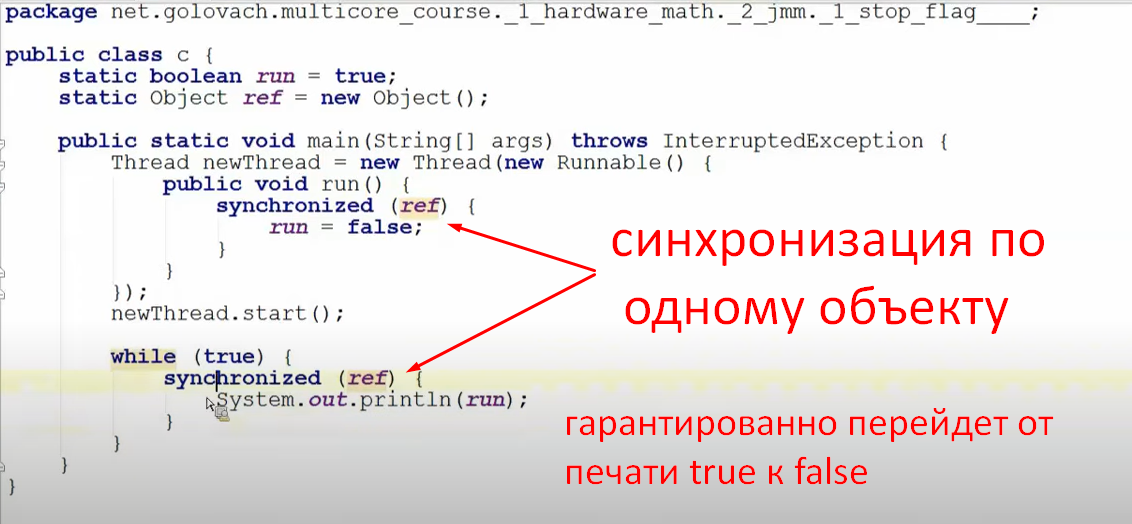 package net.golovach.multicore_course._1_hardware_math._2_jmm._1_stop_flag____;
public class c {
static boolean run = true;
static Object ref = new Object();
public static void main(String[] args) throws InterruptedException {
Thread newThread = new Thread(new Runnable() {
public void run() {
synchronized (ref) {
run = false;
}
}
});
newThread.start();
while (true) {
synchronized (ref) {
System.out.println(run);
}
}
}
}
синхронизация по
одному объекту
гарантированно перейдет от
печати true к false